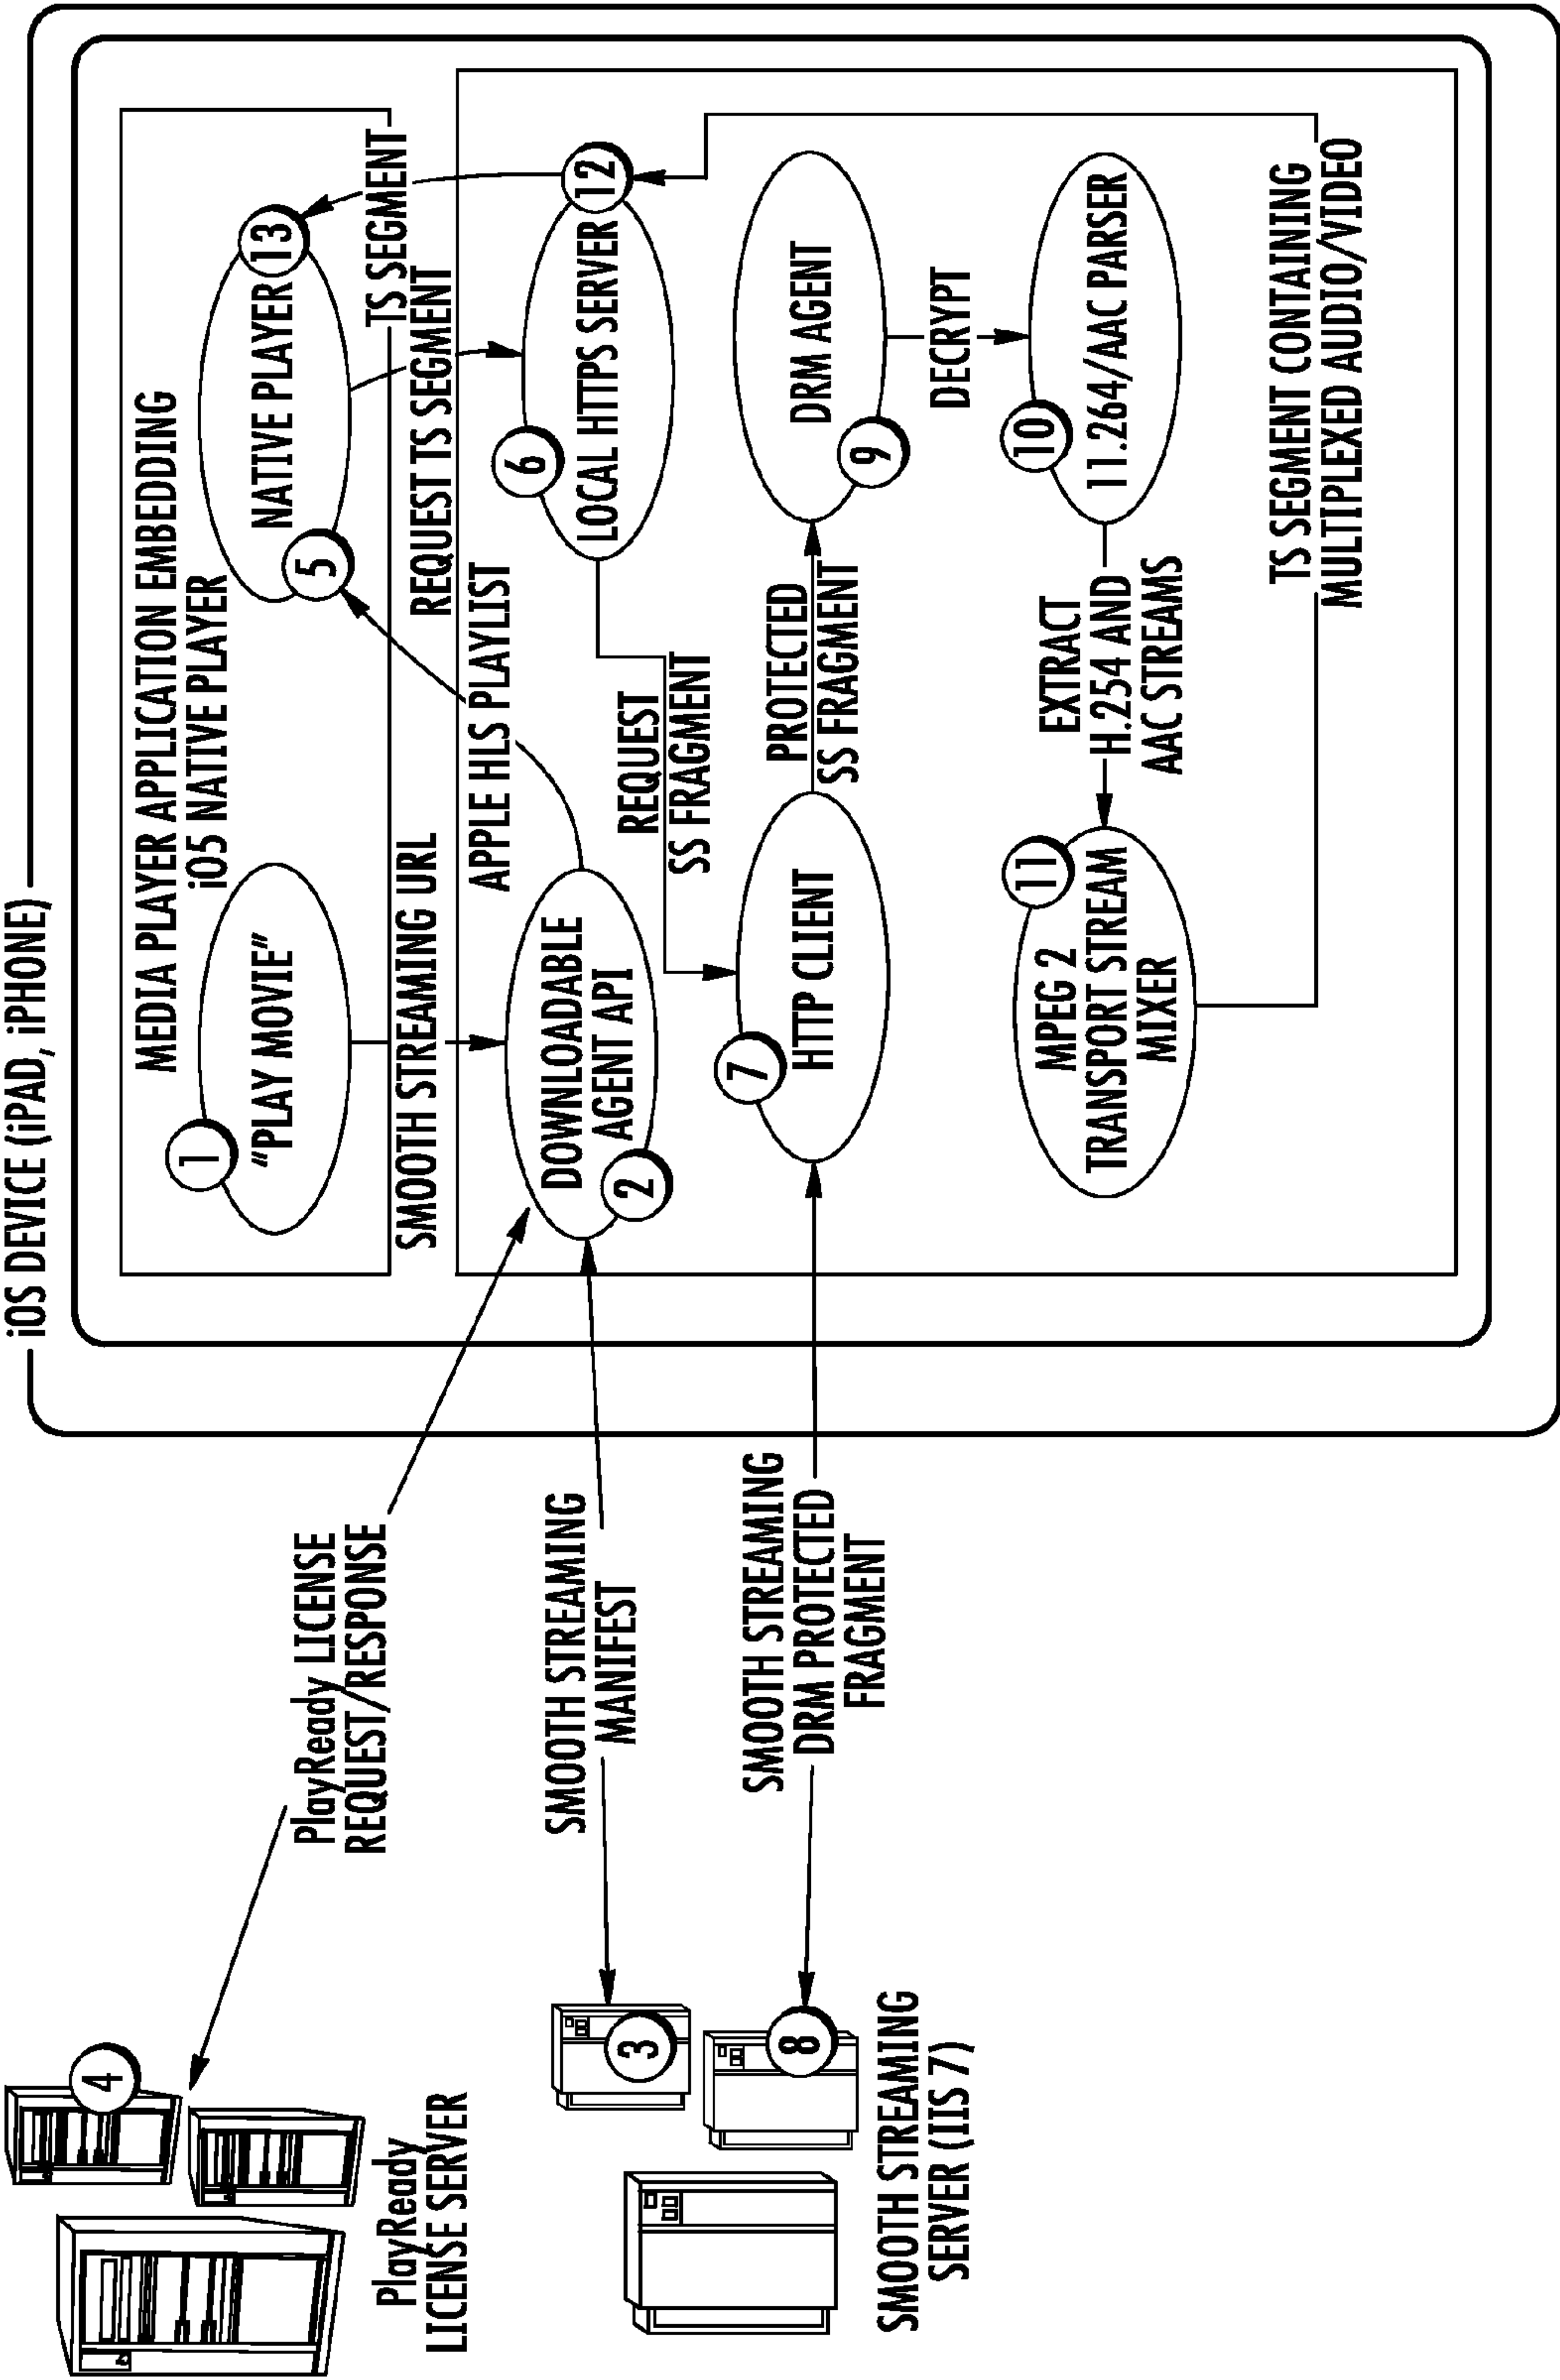 iOS DEVICE (iPAD, iPHONE)
MEDIA PLAYER APPLICATION EMBEDDING
iO5 NATIVE PLAYER
1
"PLAY MOVIE"
5
NATIVE PLAYER
13
SMOOTH STREAMING URL
APPLE HLS PLAYLIST
REQUEST TS SEGMENT
TS SEGMENT
2
DOWNLOADABLE
AGENT API
6
LOCAL HTTPS SERVER
12
REQUEST
SS FRAGMENT
7
HTTP CLIENT
PROTECTED
SS FRAGMENT
9
DRM AGENT
DECRYPT
10
11.264/AAC PARSER
EXTRACT
H.254 AND
AAC STREAMS
11
MPEG 2
TRANSPORT STREAM
MIXER
TS SEGMENT CONTAINING
MULTIPLEXED AUDIO/VIDEO
4
PlayReady
LICENSE SERVER
PlayReady LICENSE
REQUEST/RESPONSE
3
SMOOTH STREAMING
MANIFEST
8
SMOOTH STREAMING
DRM PROTECTED
FRAGMENT
SMOOTH STREAMING
SERVER (IIS 7)